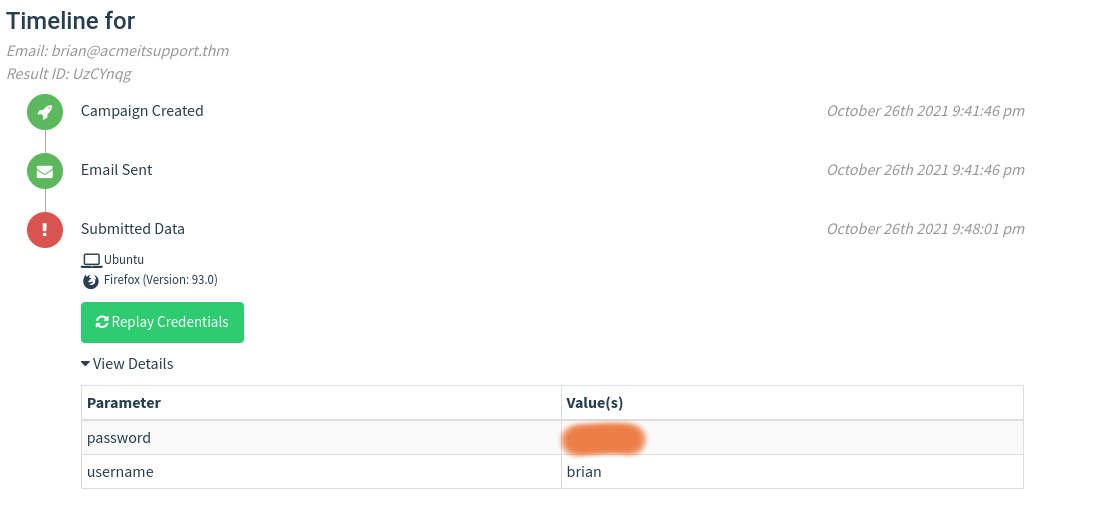 Timeline for
Email: brian@acmeitsupport.thm
Result ID: UzCYnqg
Campaign Created October 26th 2021 9:41:46 pm
Email Sent October 26th 2021 9:41:46 pm
Submitted Data October 26th 2021 9:48:01 pm
Ubuntu
Firefox (Version: 93.0)
Replay Credentials
View Details
Parameter Value(s)
password
username brian